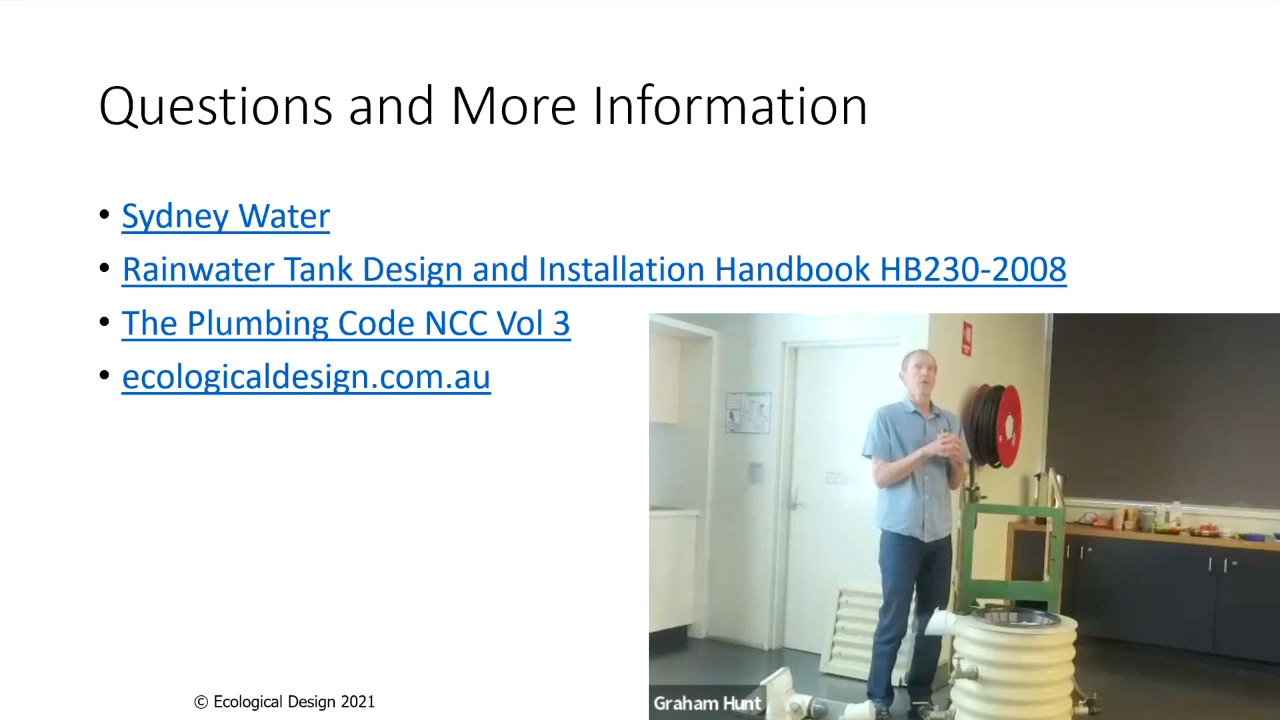 Questions and More Information
• Sydney Water
• Rainwater Tank Design and Installation Handbook HB230-2008
• The Plumbing Code NCC Vol 3
• ecologicaldesign.com.au
Graham Hunt
© Ecological Design 2021